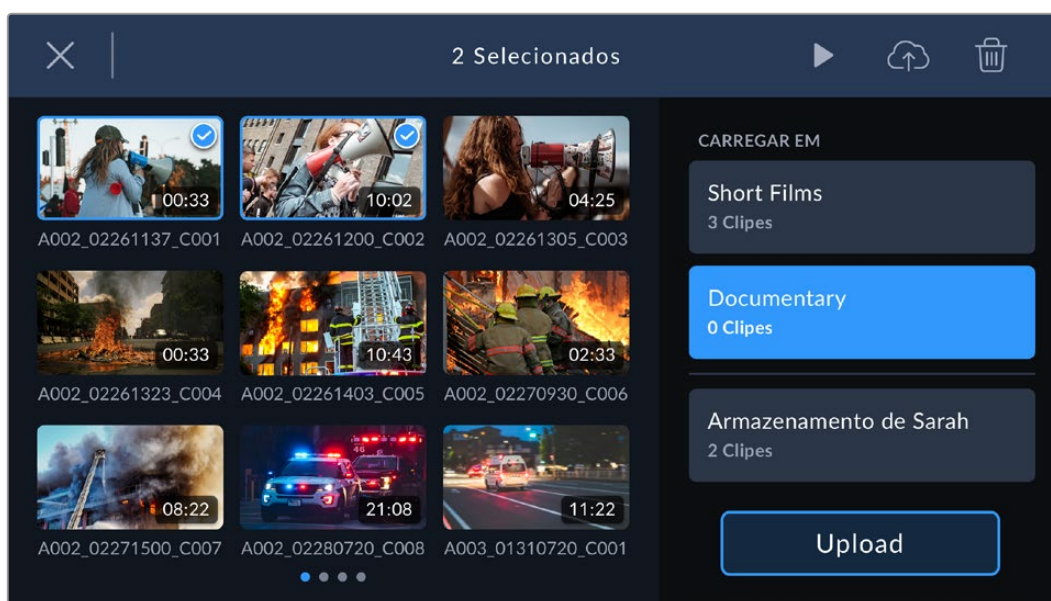 2 Selecionados
00:33
10:02
04:25
A002_02261137_C001
A002_02261200_C002
A002_02261305_C003
00:33
10:43
02:33
A002_02261323_C004
A002_02261403_C005
A002_02270930_C006
46
08:22
21:08
11:22
A002_02271500_C007
A002_02280720_C008
A003_01310720_C001
CARREGAR EM
Short Films
3 Clipes
Documentary
0 Clipes
Armazenamento de Sarah
2 Clipes
Upload